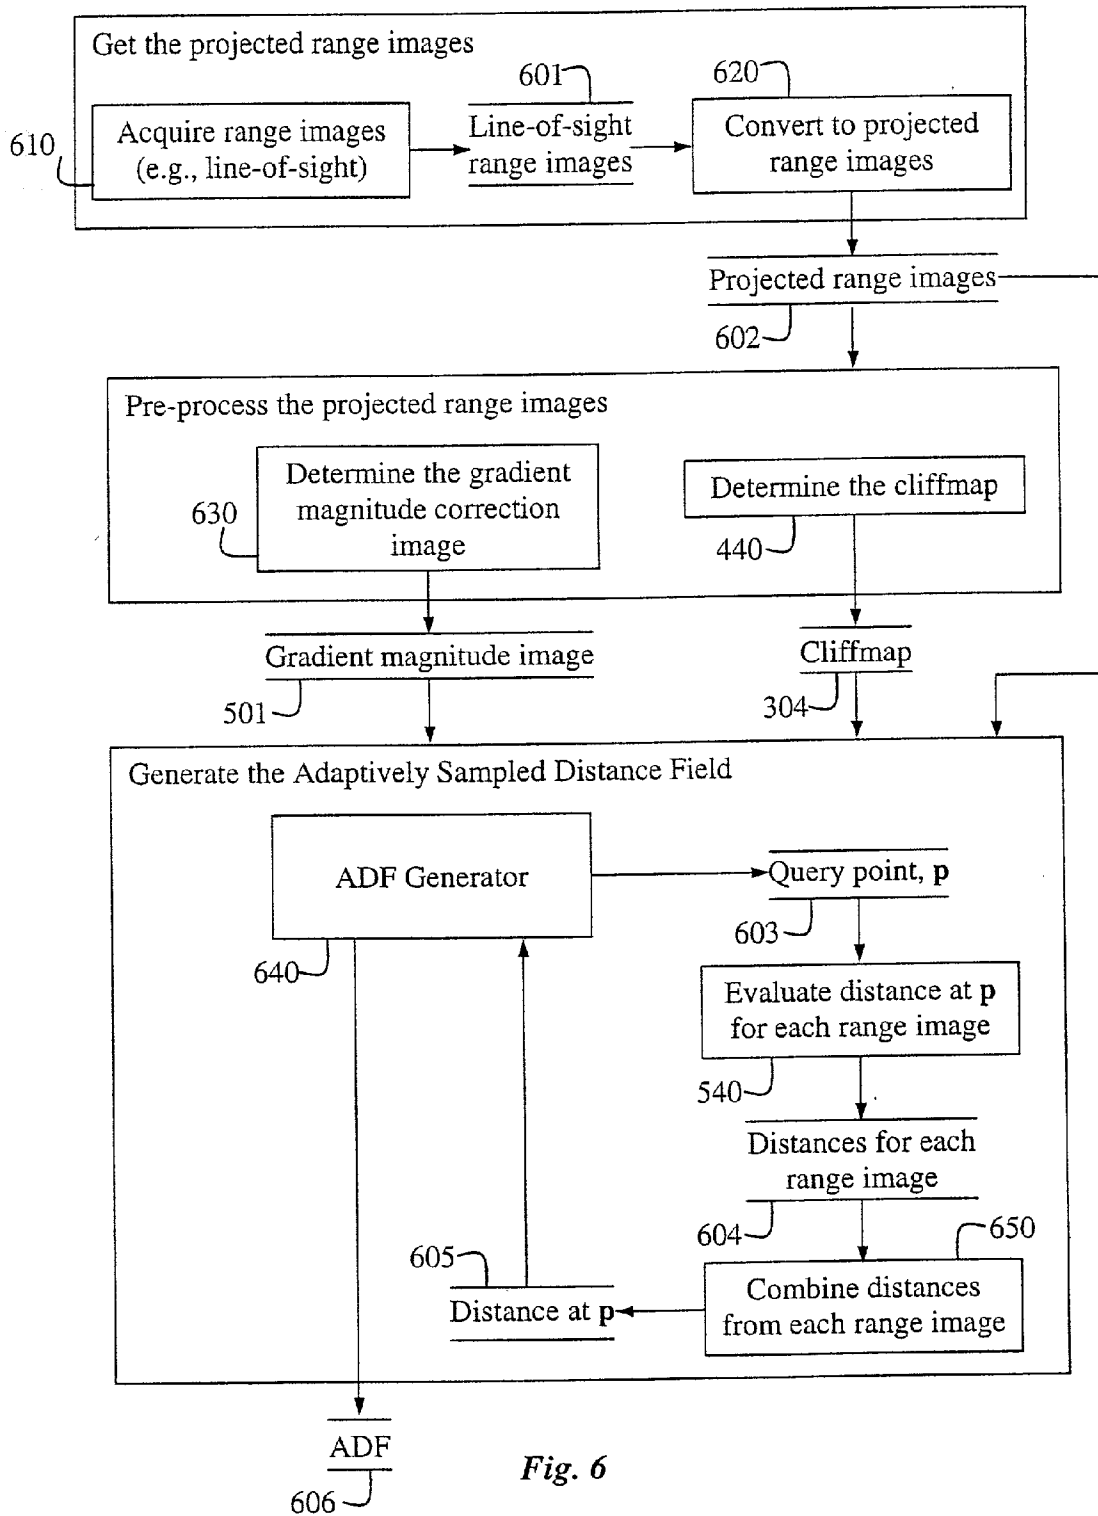 Get the projected range images
601
620
610
Acquire range images
(e.g., line-of-sight)
Line-of-sight
range images
Convert to projected
range images
Projected range images
602
Pre-process the projected range images
630
Determine the gradient
magnitude correction
image
Determine the cliffmap
440
Gradient magnitude image
501
Cliffmap
304
Generate the Adaptively Sampled Distance Field
ADF Generator
640
Query point, p
603
Evaluate distance at p
for each range image
540
Distances for each
range image
604
650
605
Distance at p
Combine distances
from each range image
ADF
606
Fig. 6